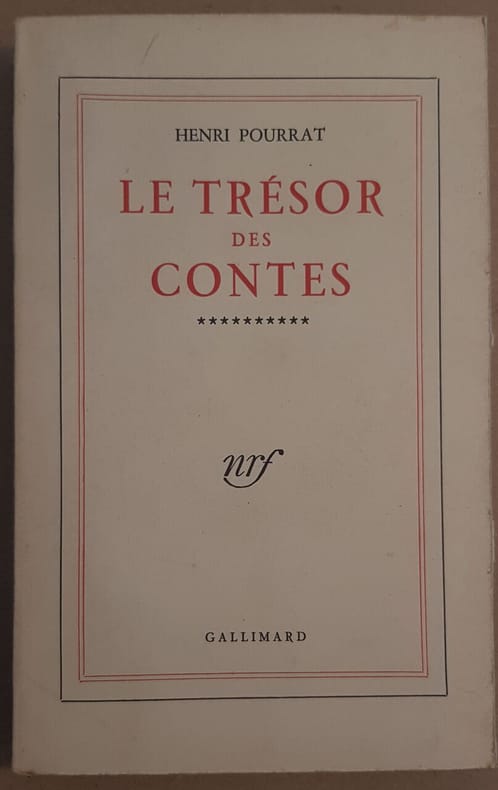 HENRI POURRAT
LE TRÉSOR
DES
CONTES
**********
nrf
GALLIMARD